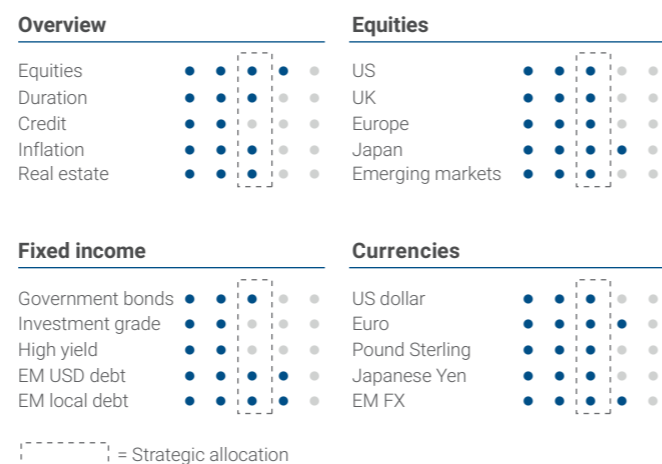 Overview
Equities
Duration
Credit
Inflation
Real estate
Equities
US
UK
Europe
Japan
Emerging markets
Fixed income
Government bonds
Investment grade
High yield
EM USD debt
EM local debt
Currencies
US dollar
Euro
Pound Sterling
Japanese Yen
EM FX
= Strategic allocation